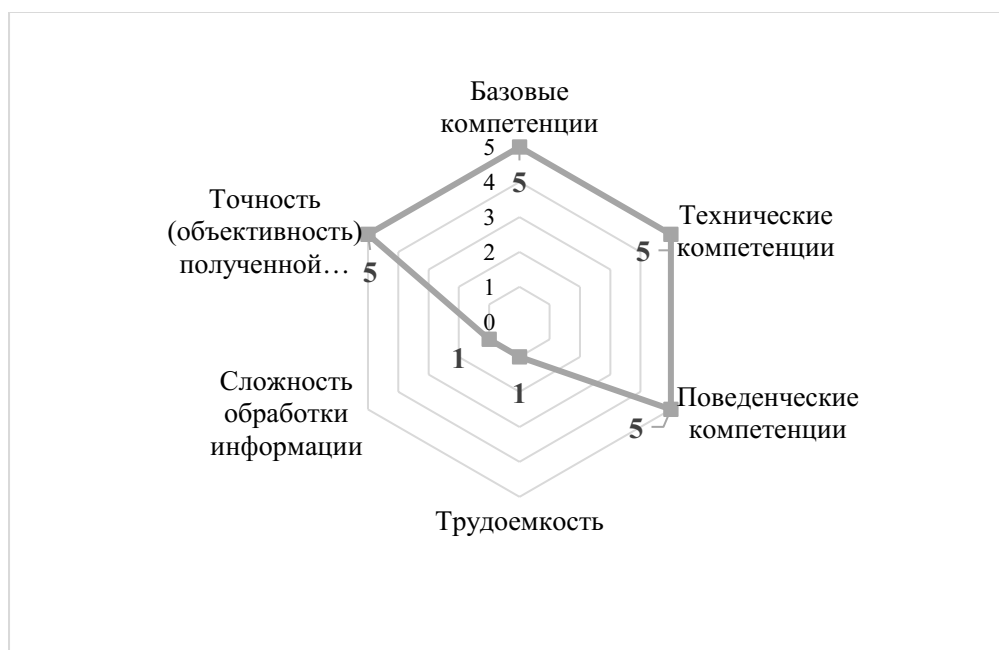 Базовые
компетенции
5
4
3
2
1
0
5
Технические
компетенции
5
Поведенческие
компетенции
5
Трудоемкость
1
Сложность
обработки
информации
1
Точность
(объективность)
полученной…
5